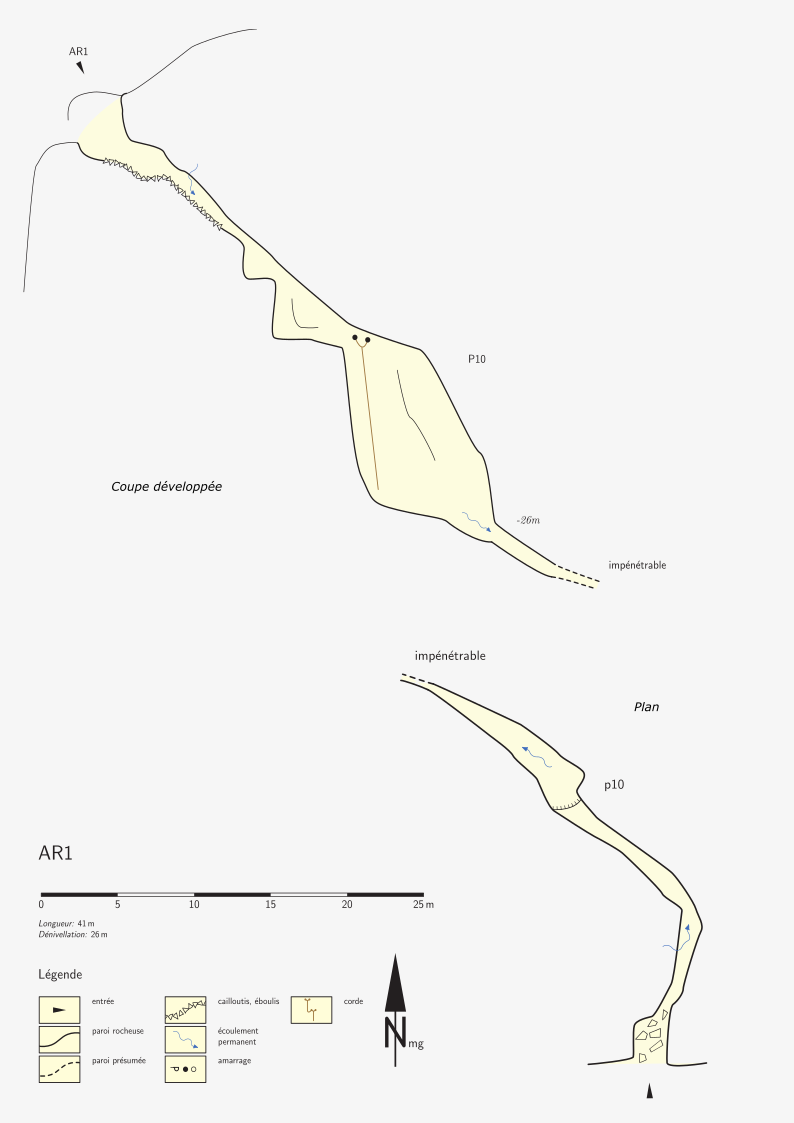 AR1
P10
Coupe développée
-26m
impénétrable
impénétrable
Plan
p10
AR1
0 5 10 15 20 25 m
Longueur: 41 m
Dénivellation: 26 m
Légende
entrée
cailloutis, éboulis
corde
paroi rocheuse
écoulement
permanent
paroi présumée
amarrage
N mg